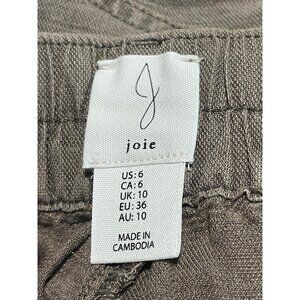 J
joie
US: 6
CA: 6
UK: 10
EU: 36
AU: 10
MADE IN
CAMBODIA